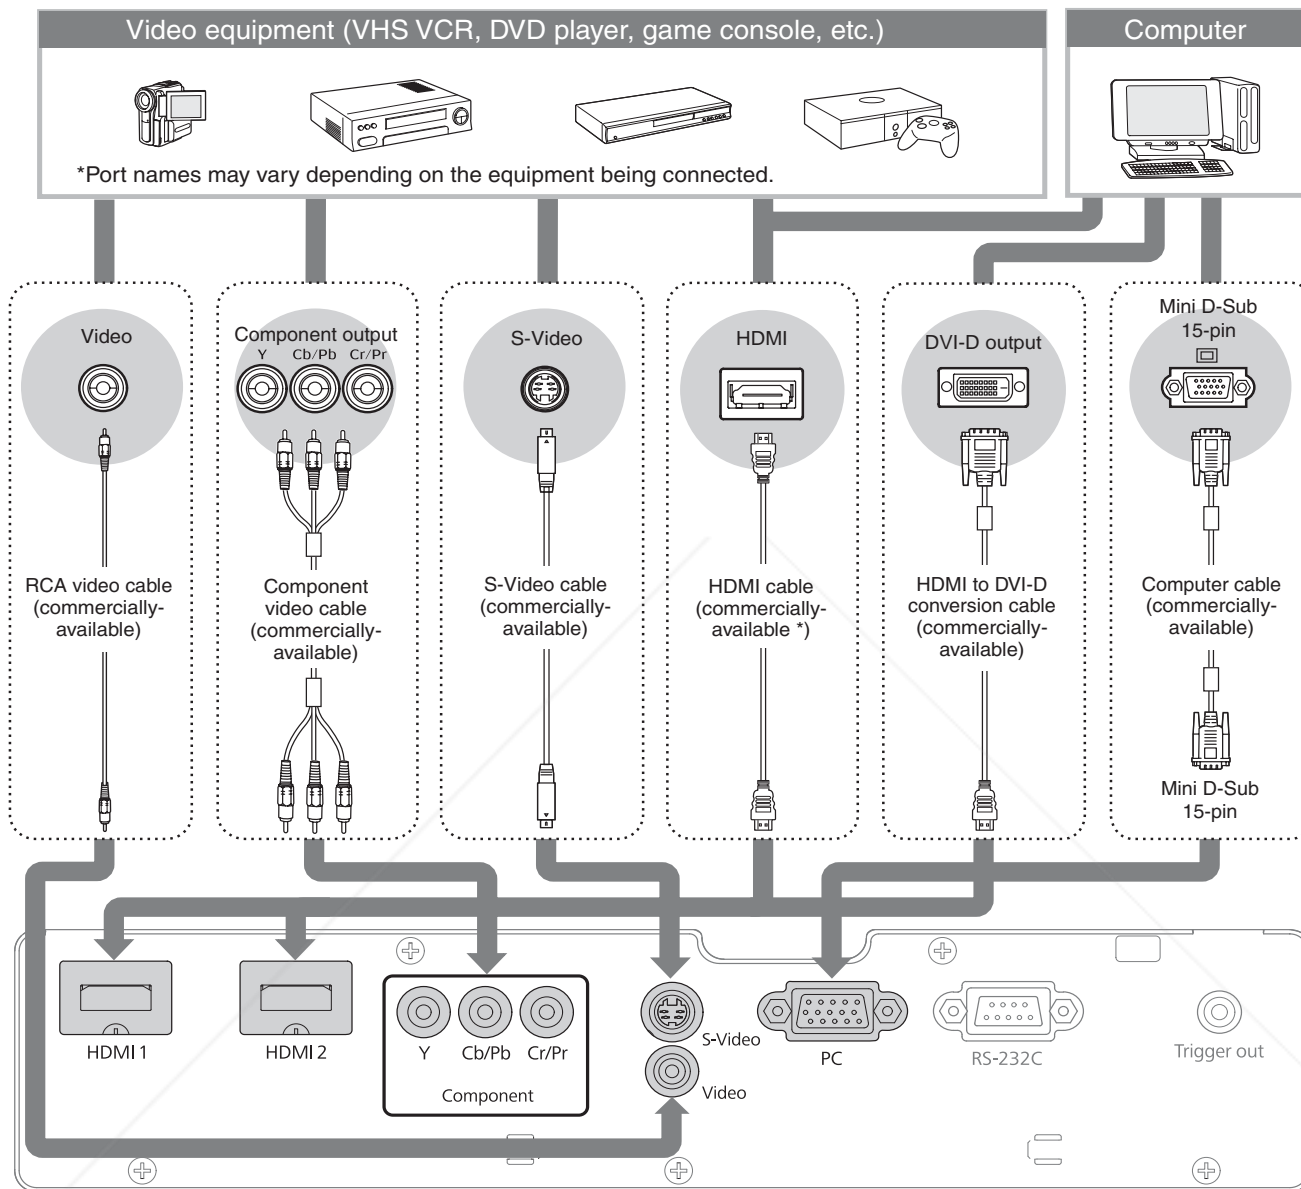 Video equipment (VHS VCR, DVD player, game console, etc.)
Computer
*Port names may vary depending on the equipment being connected.
Video
Component output
Y Cb/Pb Cr/Pr
S-Video
HDMI
DVI-D output
Mini D-Sub
15-pin
RCA video cable
(commercially-
available)
Component
video cable
(commercially-
available)
S-Video cable
(commercially-
available)
HDMI cable
(commercially-
available *)
HDMI to DVI-D
conversion cable
(commercially-
available)
Computer cable
(commercially-
available)
Mini D-Sub
15-pin
HDMI 1
HDMI 2
Y Cb/Pb Cr/Pr
Component
S-Video
Video
PC
RS-232C
Trigger out